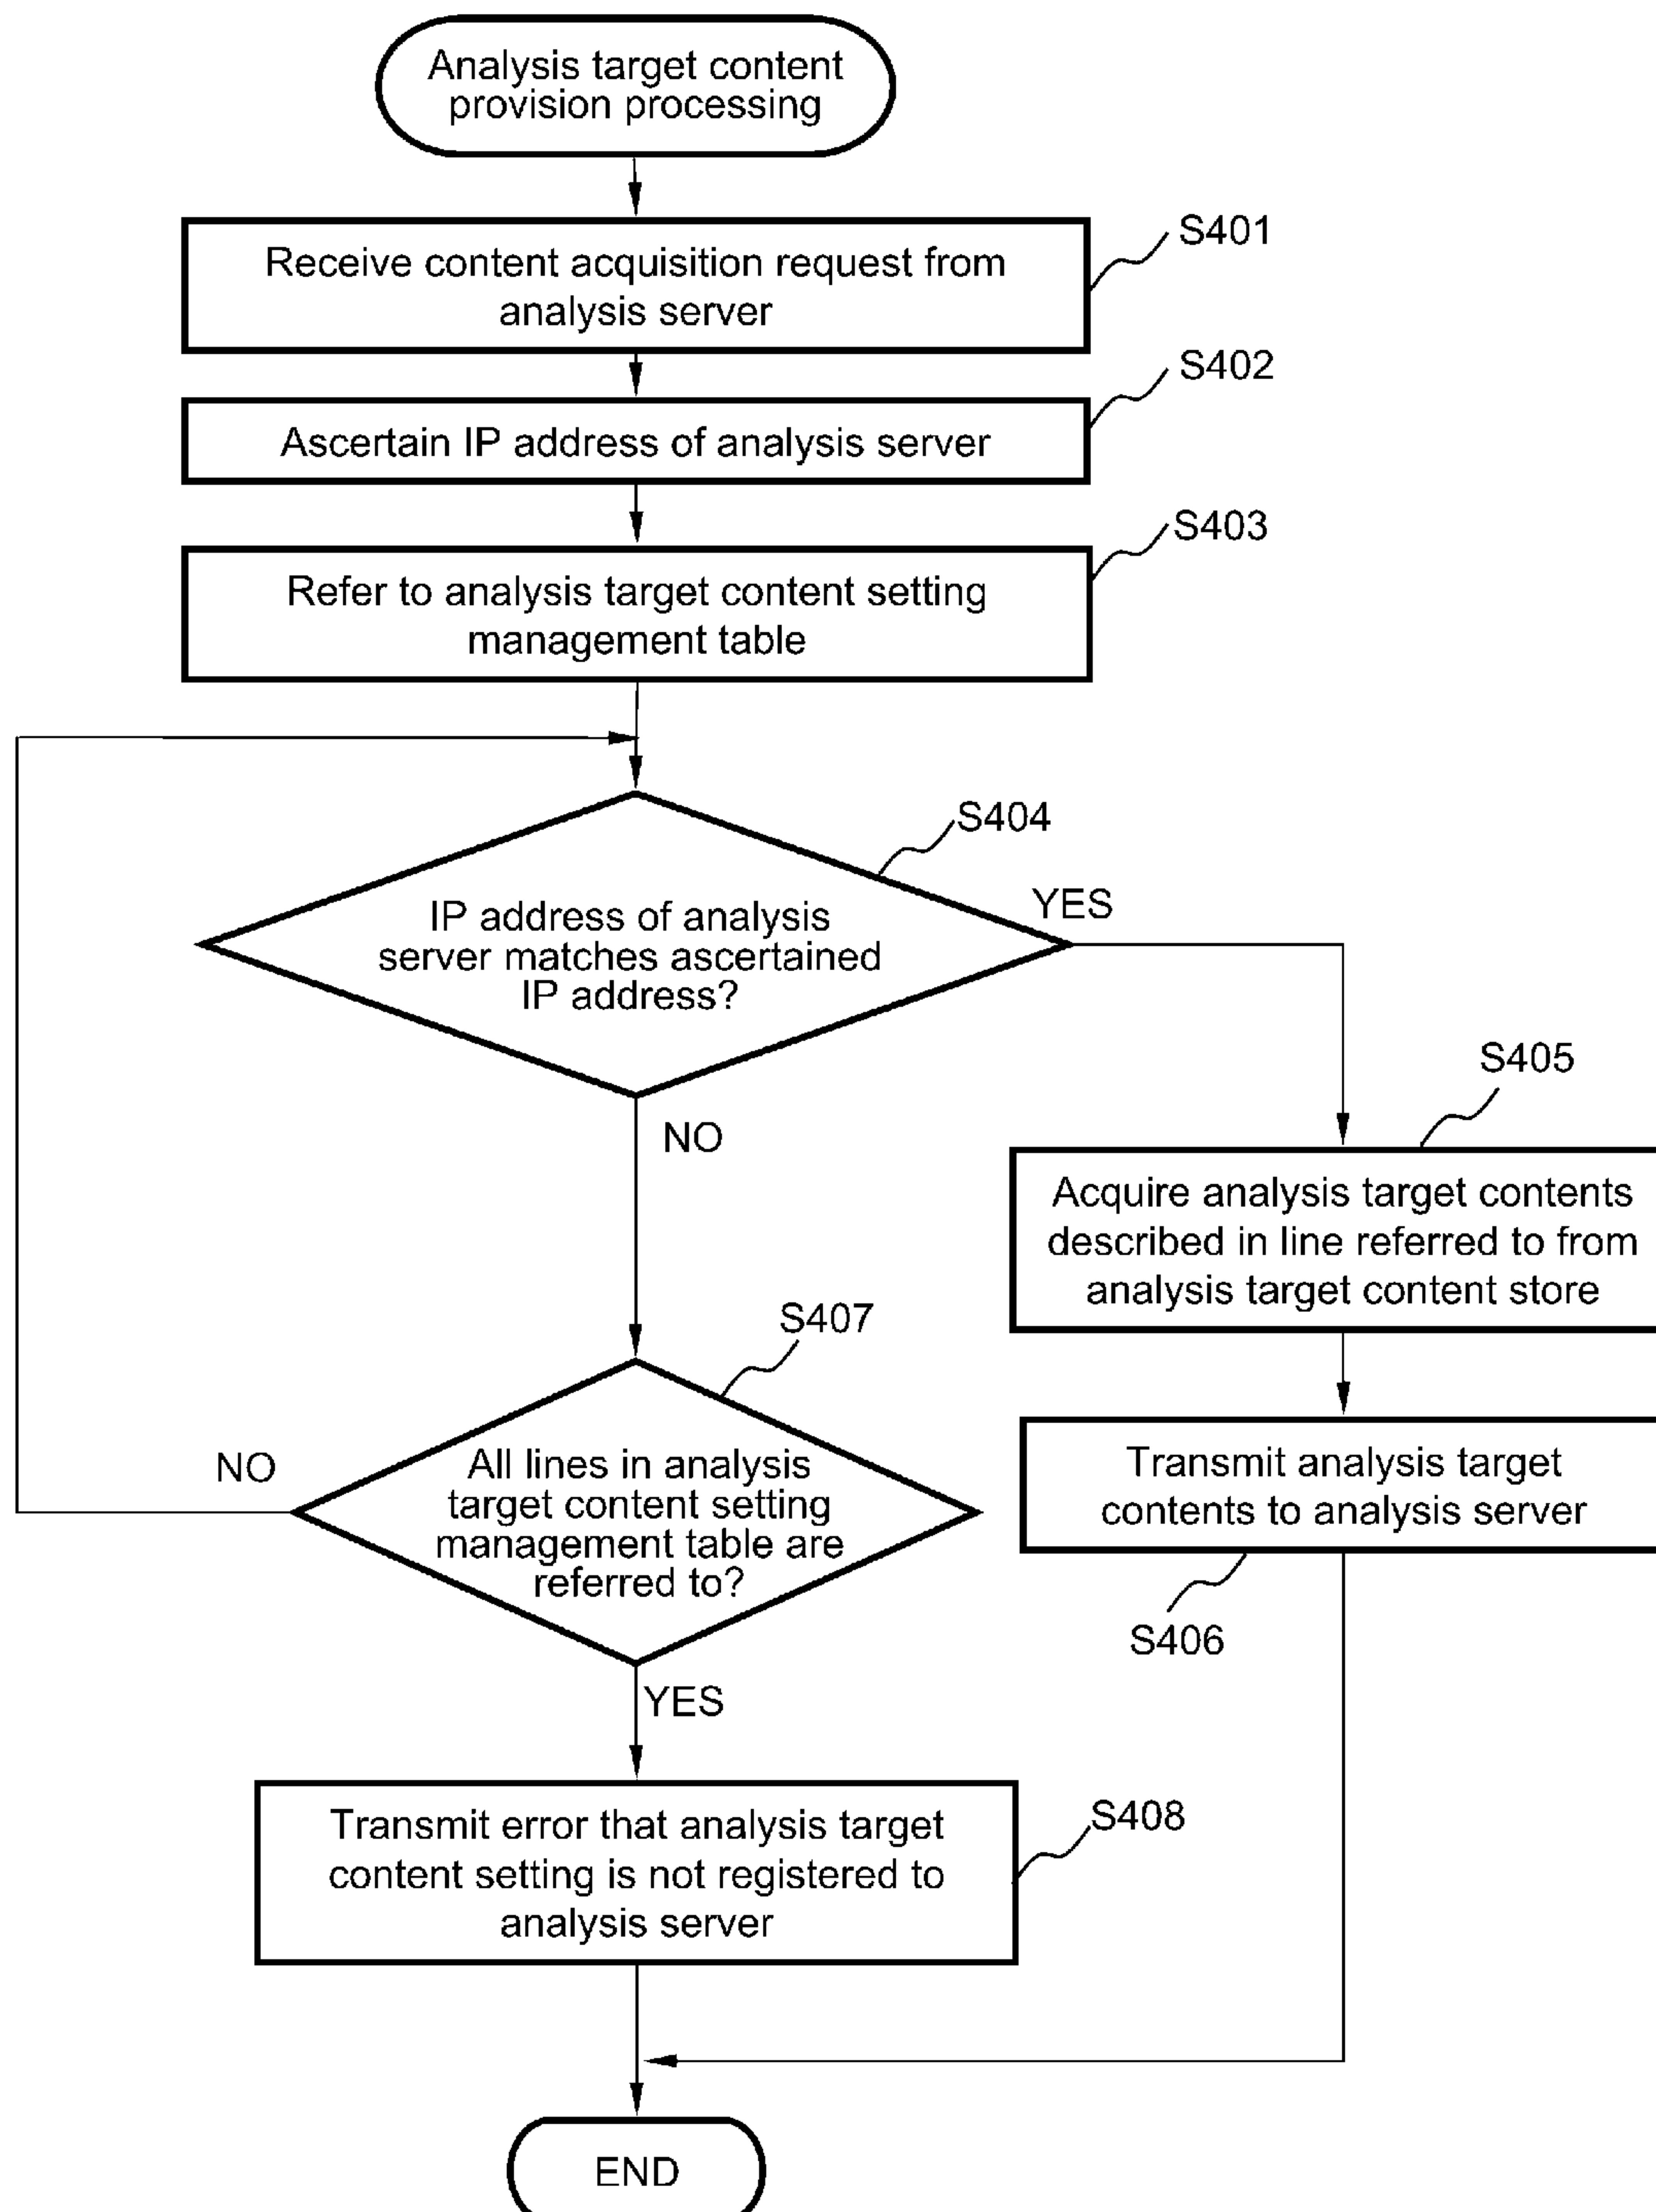 Analysis target content
provision processing
S401
Receive content acquisition request from
analysis server
S402
Ascertain IP address of analysis server
S403
Refer to analysis target content setting
management table
S404
IP address of analysis
server matches ascertained
IP address?
YES
NO
S405
Acquire analysis target contents
described in line referred to from
analysis target content store
S407
All lines in analysis
target content setting
management table are
referred to?
NO
Transmit analysis target
contents to analysis server
S406
YES
S408
Transmit error that analysis target
content setting is not registered to
analysis server
END